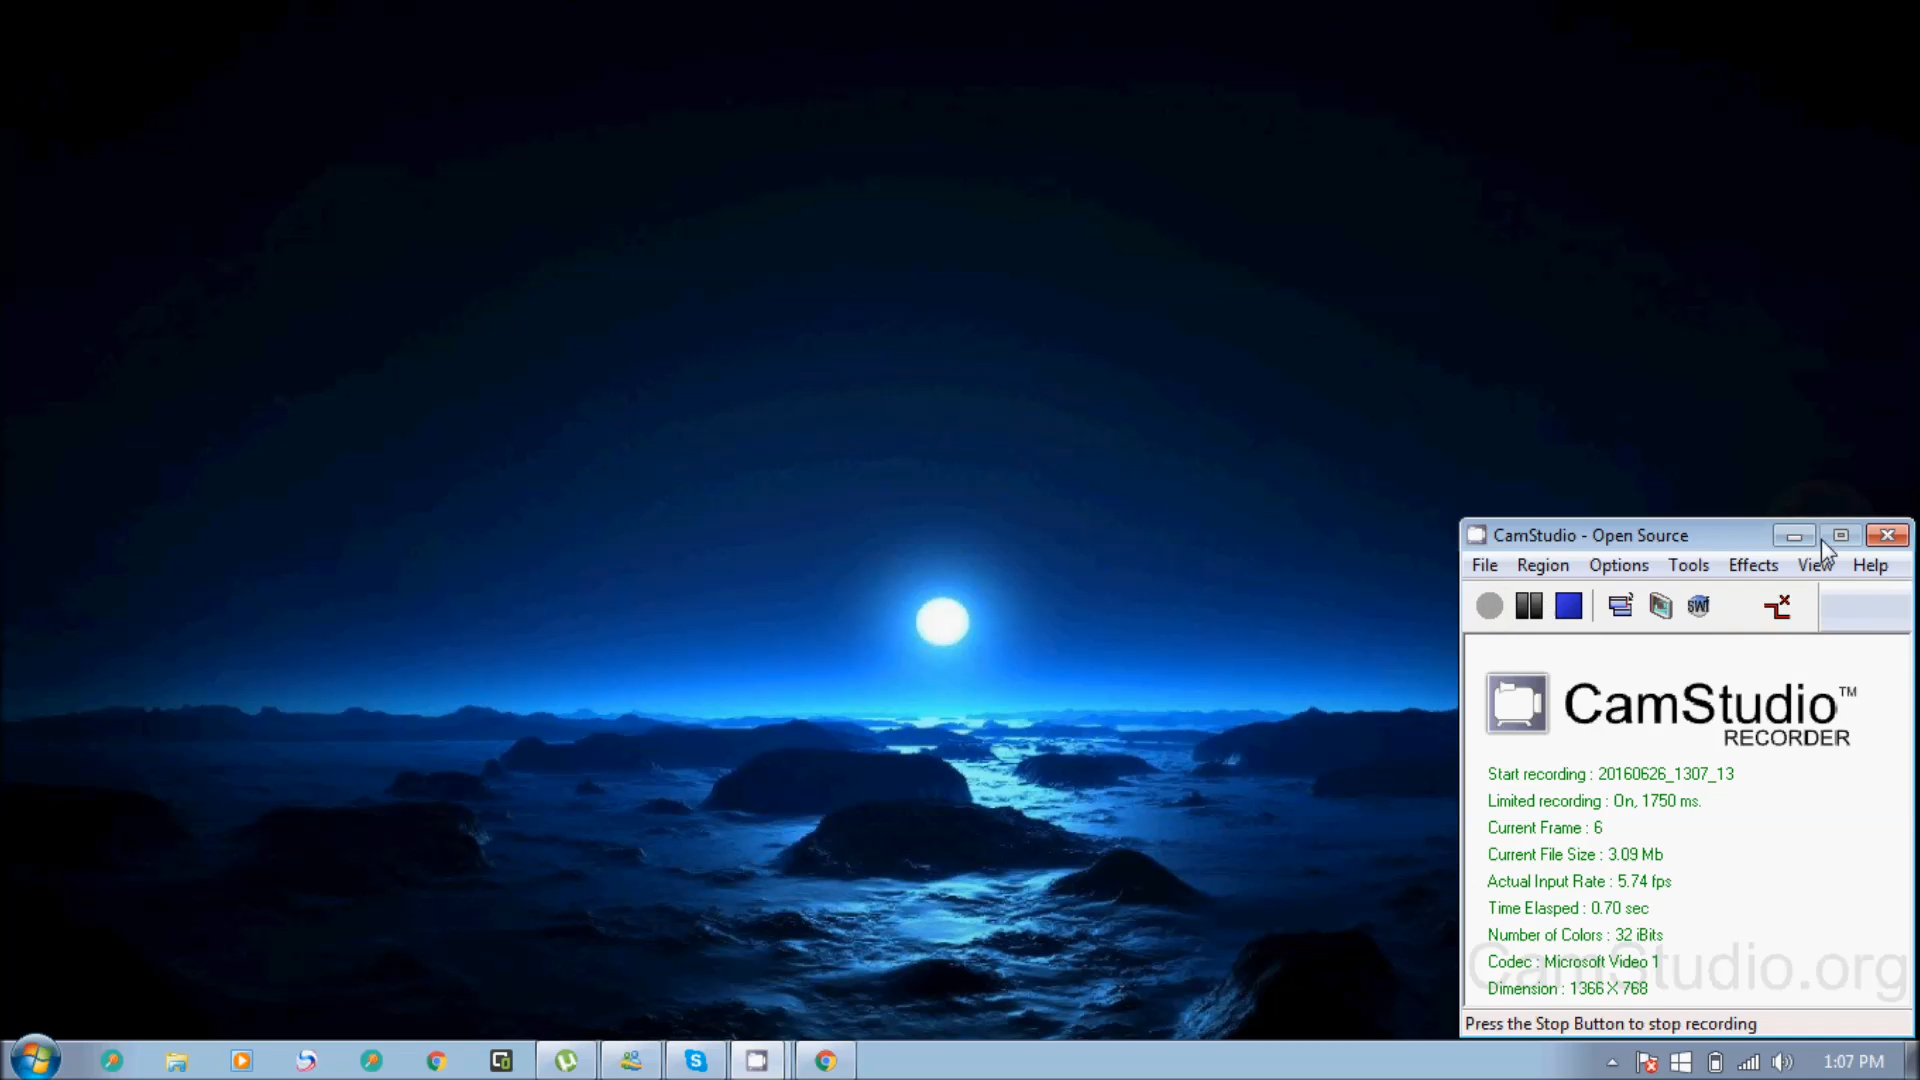 CamStudio - Open Source
File Region Options Tools Effects View Help
SWf
CamStudio™
RECORDER
Start recording : 20160626_1307_13
Limited recording : On, 1750 ms.
Current Frame : 6
Current File Size : 3.09 Mb
Actual Input Rate : 5.74 fps
Time Elasped : 0.70 sec
Number of Colors : 32 iBits
Codec : Microsoft Video 1
Dimension : 1366 X 768
CamStudio.org
Press the Stop Button to stop recording
1:07 PM